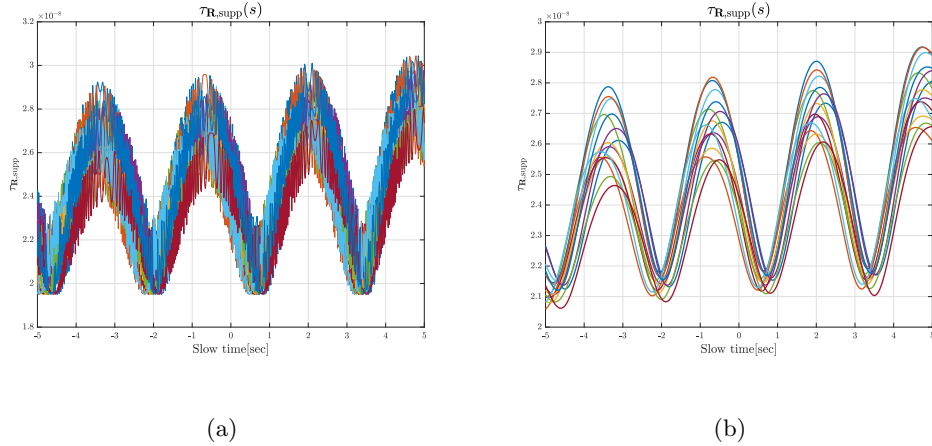 τR,supp(s)
×10⁻⁸
3.2
3
2.8
2.6
2.4
2.2
2
1.8
τR,supp
-5 -4 -3 -2 -1 0 1 2 3 4 5
Slow time[sec]
(a)
τR,supp(s)
×10⁻⁸
3
2.9
2.8
2.7
2.6
2.5
2.4
2.3
2.2
2.1
2
τR,supp
-5 -4 -3 -2 -1 0 1 2 3 4 5
Slow time[sec]
(b)